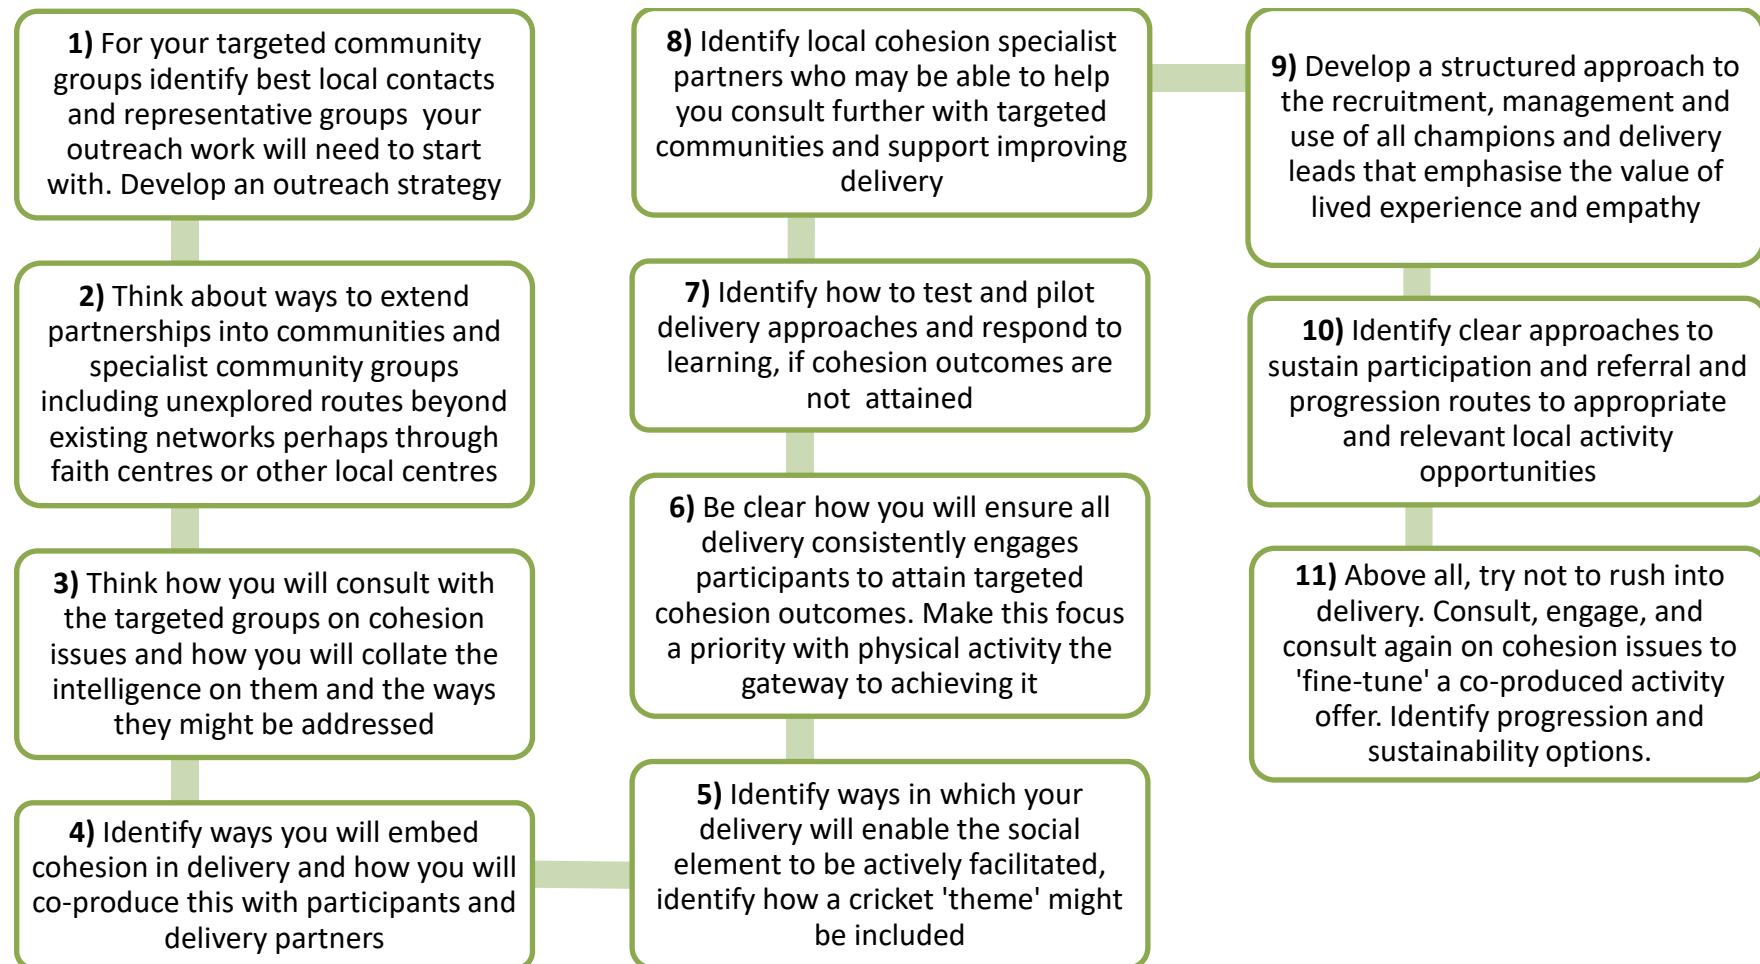 1) For your targeted community
groups identify best local contacts
and representative groups  your
outreach work will need to start
with. Develop an outreach strategy
2) Think about ways to extend
partnerships into communities and
specialist community groups
including unexplored routes beyond
existing networks perhaps through
faith centres or other local centres
3) Think how you will consult with
the targeted groups on cohesion
issues and how you will collate the
intelligence on them and the ways
they might be addressed
4) Identify ways you will embed
cohesion in delivery and how you will
co-produce this with participants and
delivery partners
5) Identify ways in which your
delivery will enable the social
element to be actively facilitated,
identify how a cricket 'theme' might
be included
6) Be clear how you will ensure all
delivery consistently engages
participants to attain targeted
cohesion outcomes. Make this focus
a priority with physical activity the
gateway to achieving it
7) Identify how to test and pilot
delivery approaches and respond to
learning, if cohesion outcomes are
not  attained
8) Identify local cohesion specialist
partners who may be able to help
you consult further with targeted
communities and support improving
delivery
9) Develop a structured approach to
the recruitment, management and
use of all champions and delivery
leads that emphasise the value of
lived experience and empathy
10) Identify clear approaches to
sustain participation and referral and
progression routes to appropriate
and relevant local activity
opportunities
11) Above all, try not to rush into
delivery. Consult, engage, and
consult again on cohesion issues to
'fine-tune' a co-produced activity
offer. Identify progression and
sustainability options.